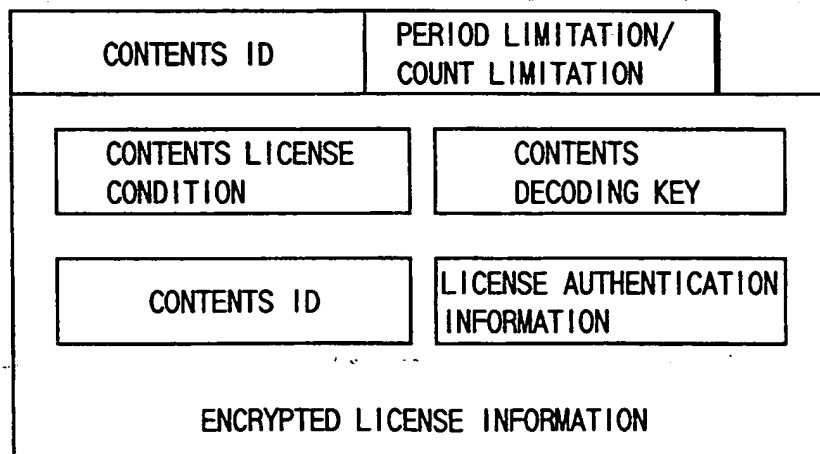 CONTENTS ID
PERIOD LIMITATION/
COUNT LIMITATION
CONTENTS LICENSE
CONDITION
CONTENTS
DECODING KEY
CONTENTS ID
LICENSE AUTHENTICATION
INFORMATION
ENCRYPTED LICENSE INFORMATION